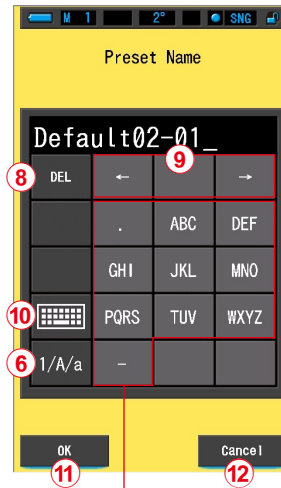 M 1 2° SNG
Preset Name
Default02-01_
8 DEL ← 9 →
. ABC DEF
GHI JKL MNO
10 PQRS TUV WXYZ
6 1/A/a -
OK Cancel
11 12